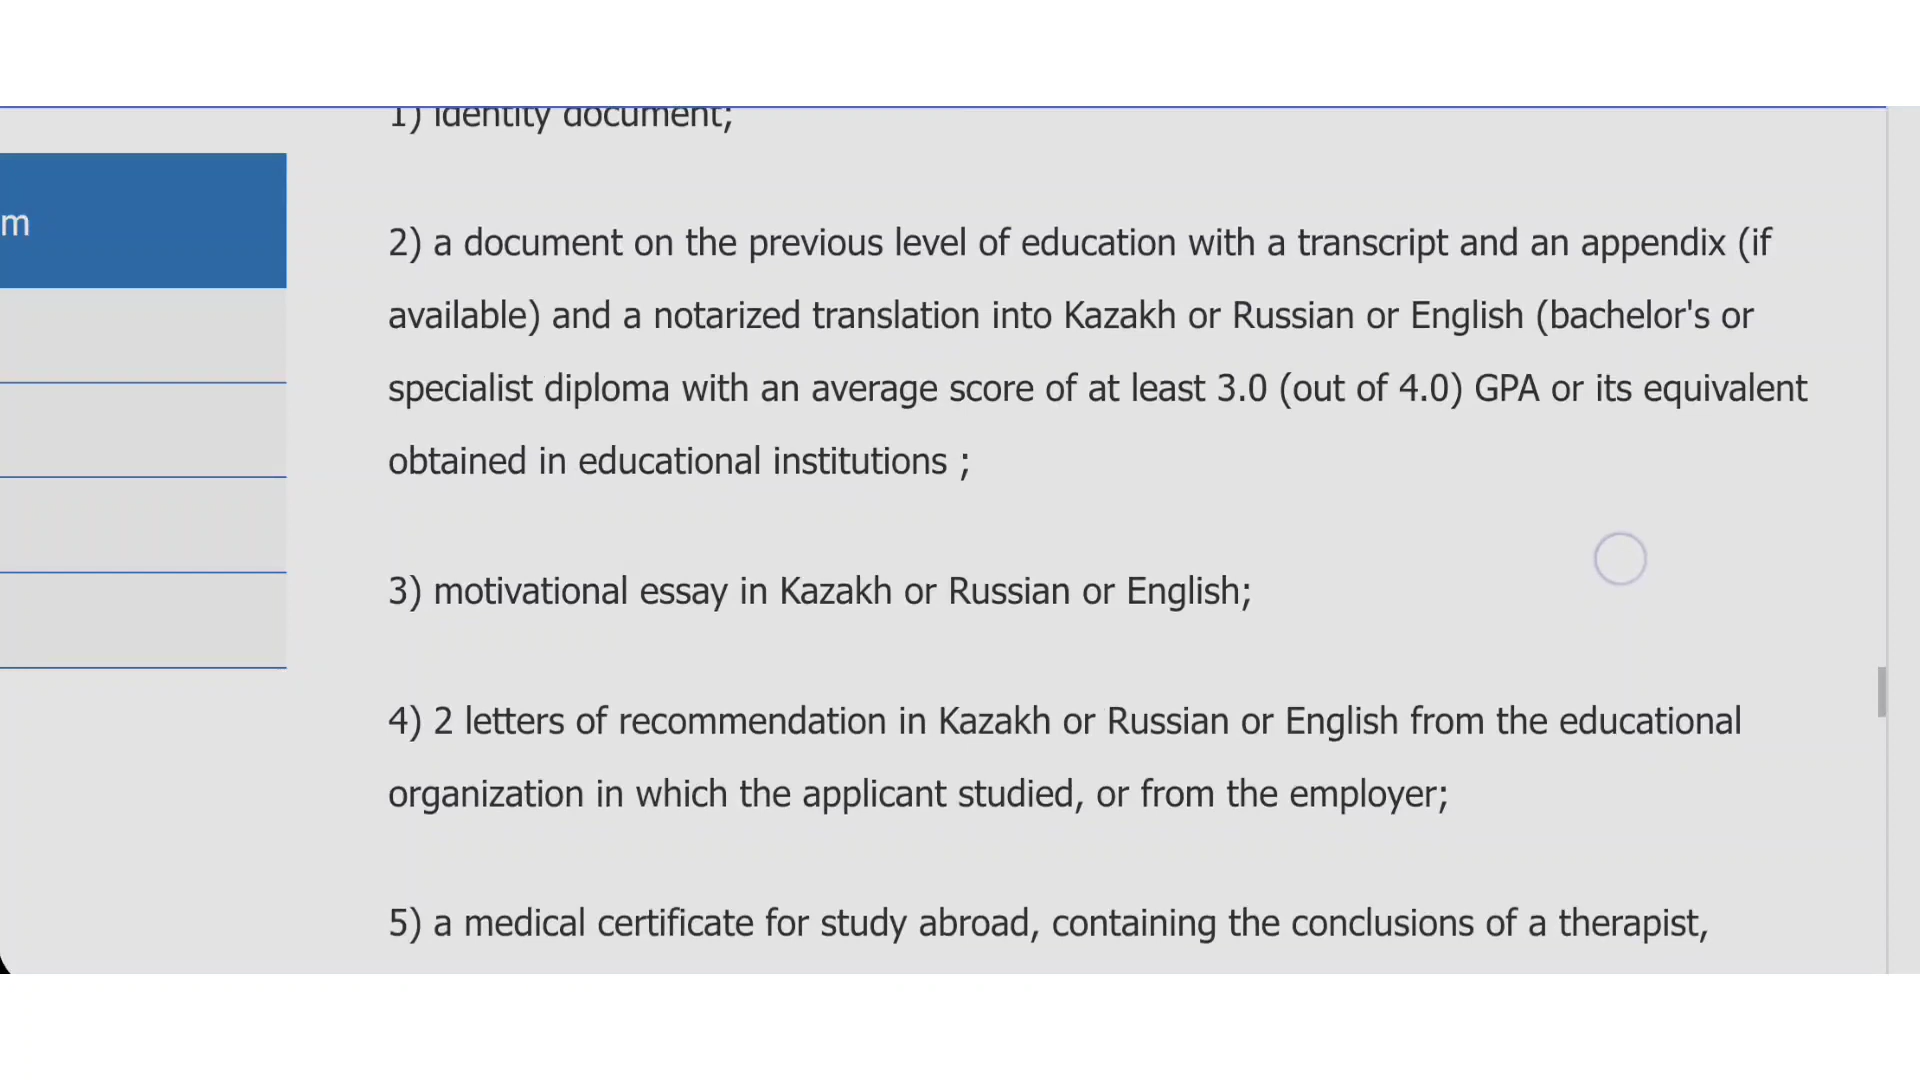 1) identity document;
m
2) a document on the previous level of education with a transcript and an appendix (if
available) and a notarized translation into Kazakh or Russian or English (bachelor's or
specialist diploma with an average score of at least 3.0 (out of 4.0) GPA or its equivalent
obtained in educational institutions ;
3) motivational essay in Kazakh or Russian or English;
4) 2 letters of recommendation in Kazakh or Russian or English from the educational
organization in which the applicant studied, or from the employer;
5) a medical certificate for study abroad, containing the conclusions of a therapist,